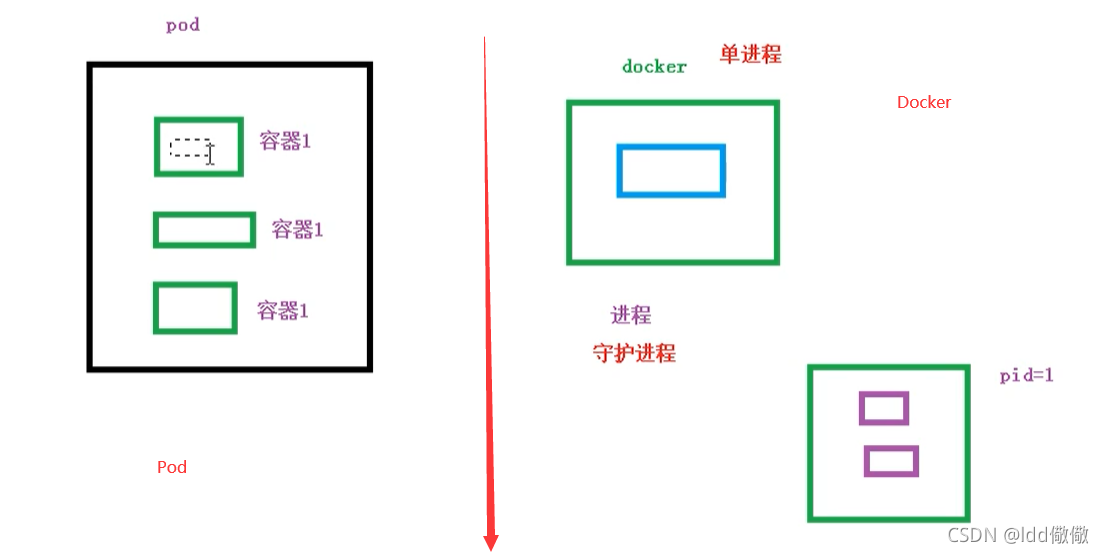 pod
容器1
容器1
容器1
Pod
单进程
docker
Docker
进程
守护进程
pid=1
CSDN @ldd儆儆